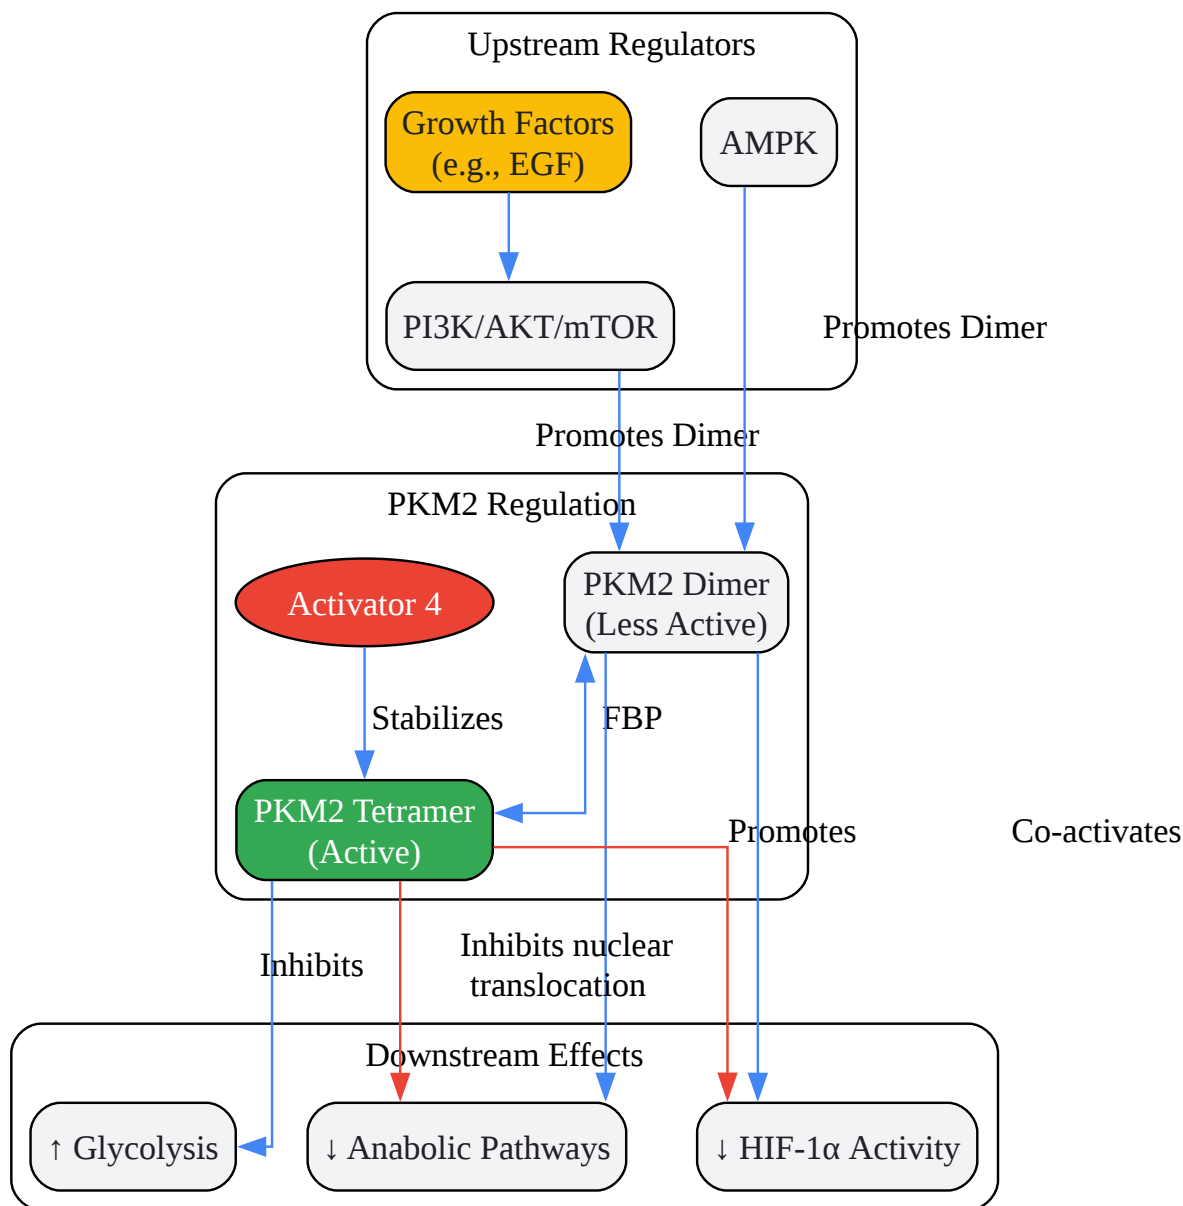 Upstream Regulators
Growth Factors
(e.g., EGF)
AMPK
PI3K/AKT/mTOR
Promotes Dimer
Promotes Dimer
PKM2 Regulation
Activator 4
PKM2 Dimer
(Less Active)
Stabilizes
FBP
PKM2 Tetramer
(Active)
Promotes
Co-activates
Inhibits
Inhibits nuclear
translocation
Downstream Effects
↑ Glycolysis
↓ Anabolic Pathways
↓ HIF-1α Activity